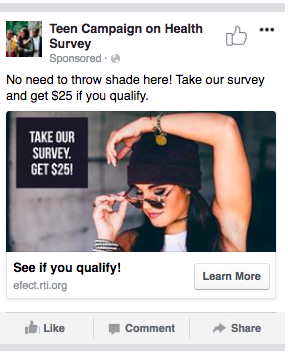 Teen Campaign on Health
Survey
Sponsored ·
No need to throw shade here! Take our survey
and get $25 if you qualify.
TAKE OUR
SURVEY.
GET $25!
See if you qualify!
efect.rti.org
Learn More
Like
Comment
Share